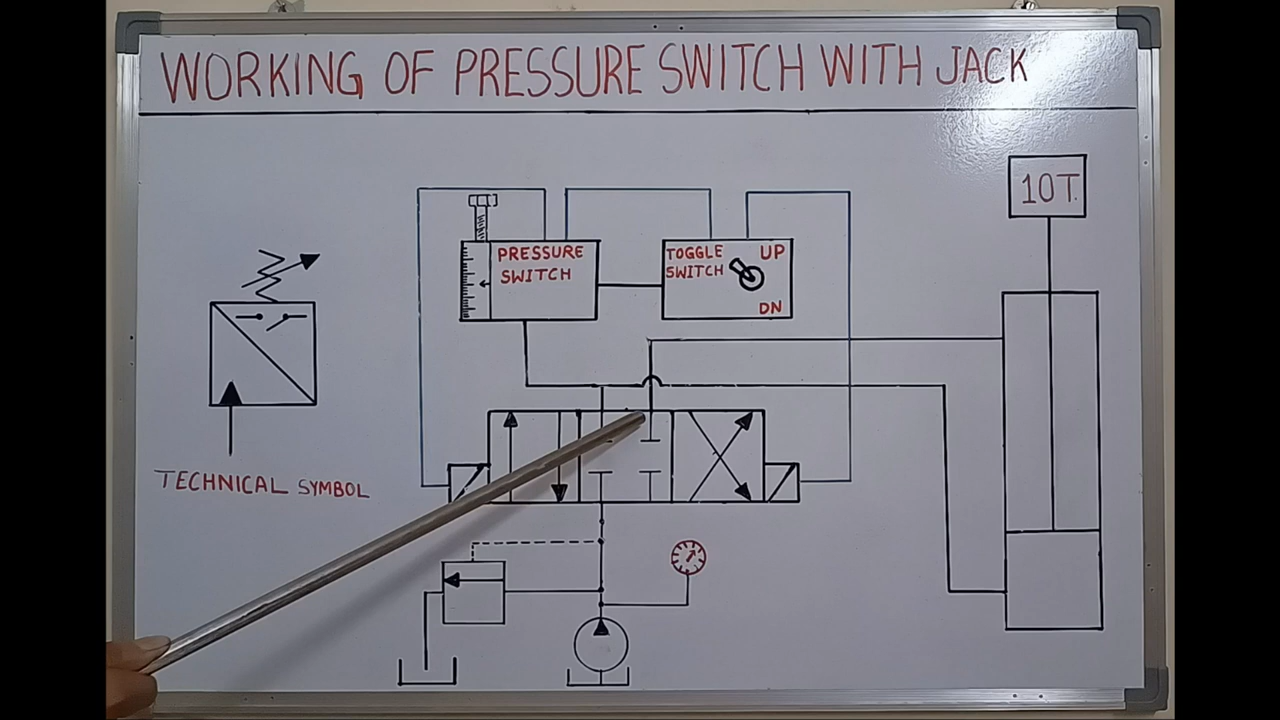 WORKING OF PRESSURE SWITCH WITH JACK
10T.
PRESSURE
SWITCH
TOGGLE
SWITCH
UP
DN
TECHNICAL SYMBOL